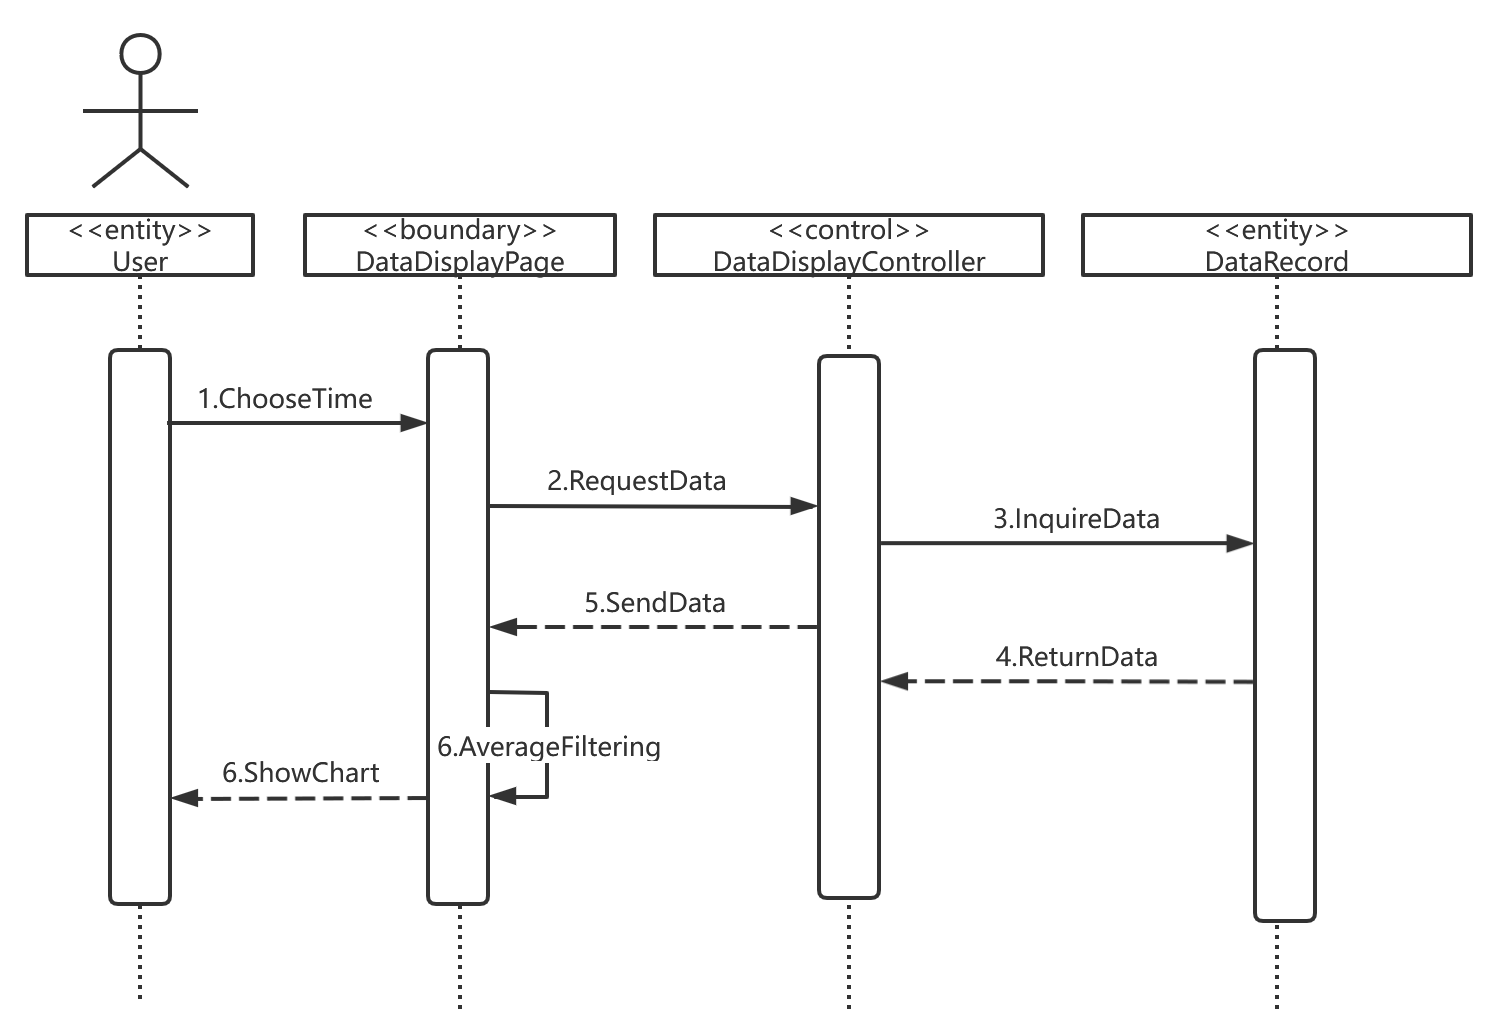 <<entity>>
User
<<boundary>>
DataDisplayPage
<<control>>
DataDisplayController
<<entity>>
DataRecord
1.ChooseTime
2.RequestData
3.InquireData
5.SendData
4.ReturnData
6.AverageFiltering
6.ShowChart